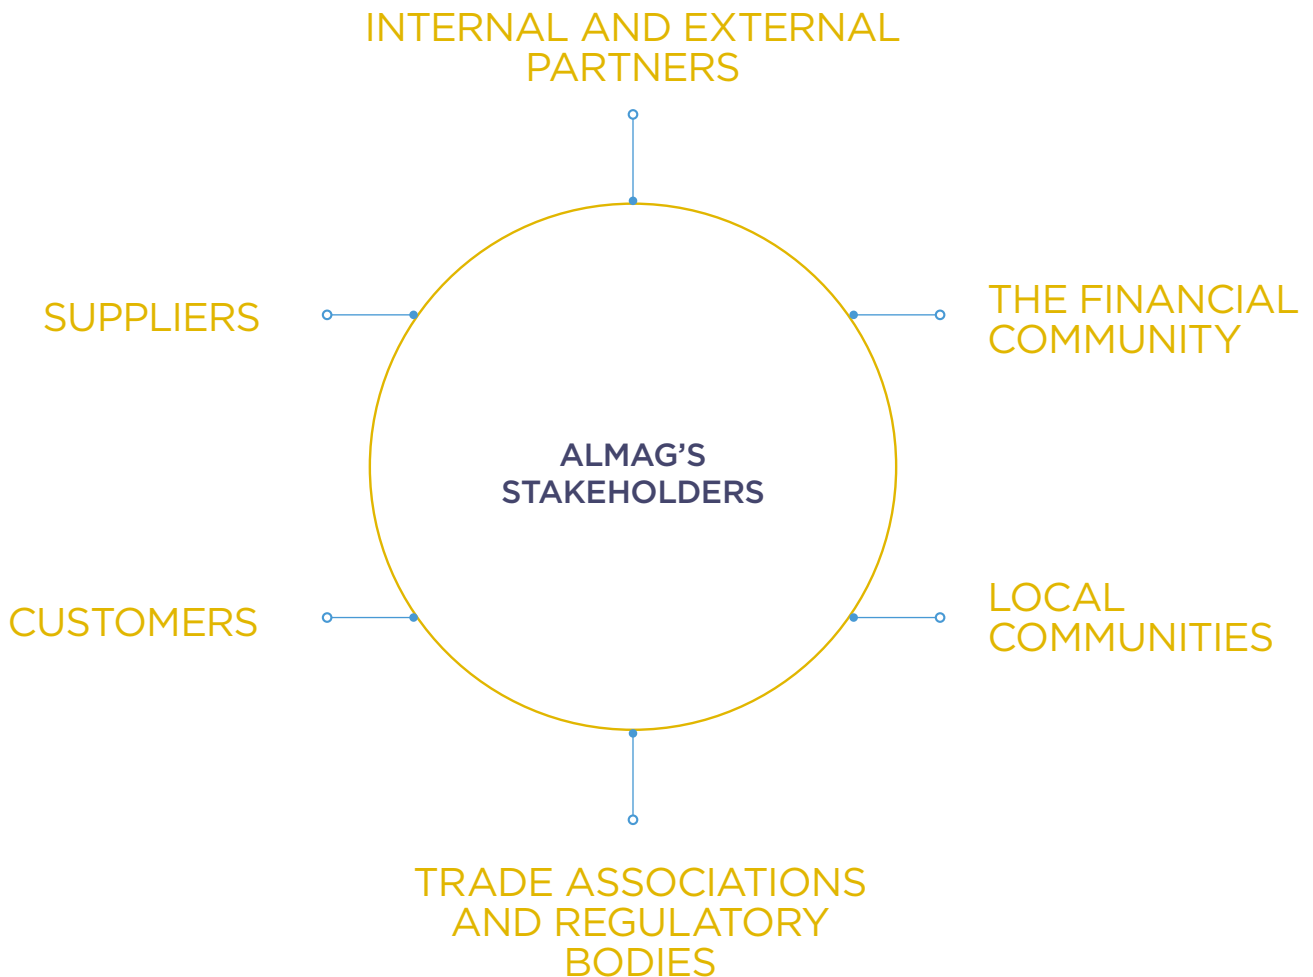 INTERNAL AND EXTERNAL
PARTNERS
SUPPLIERS
THE FINANCIAL
COMMUNITY
ALMAG’S
STAKEHOLDERS
CUSTOMERS
LOCAL
COMMUNITIES
TRADE ASSOCIATIONS
AND REGULATORY
BODIES